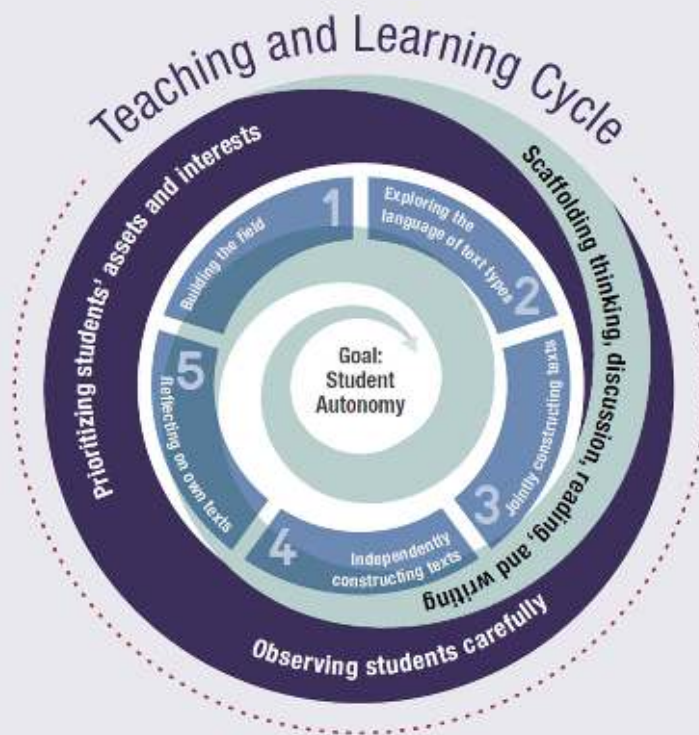 Teaching and Learning Cycle
Prioritizing students' assets and interests
Scaffolding thinking, discussion, reading, and writing
Observing students carefully
1
Building the field
Exploring the
language of text types
2
3
Jointly constructing texts
4
Independently
constructing texts
5
Reflecting on own texts
Goal:
Student
Autonomy